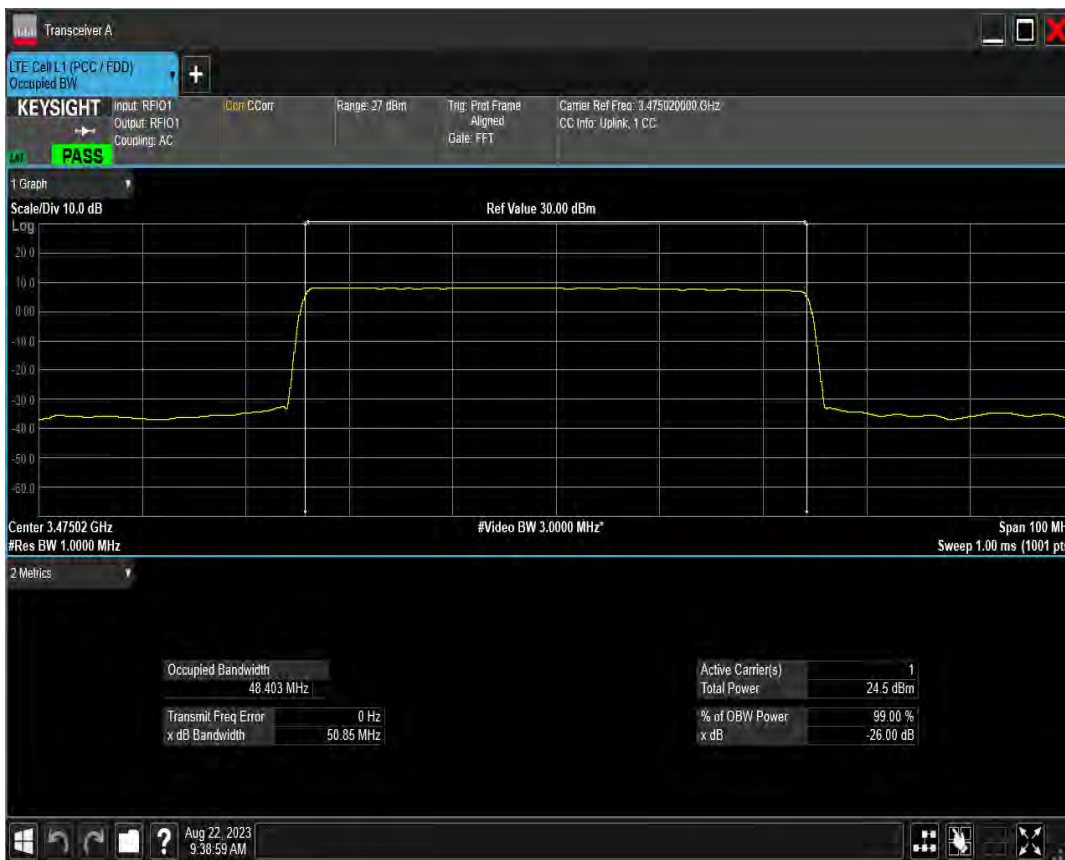 Transceiver A
LTE Cell L1 (PCC / FDD)
Occupied BW
+
KEYSIGHT
Input: RFIO1
Output: RFIO1
Coupling: AC
Corr CCorr
Range: 27 dBm
Trig: Prot Frame
Aligned
Gate: FFT
Carrier Ref Freq: 3.475020000 GHz
CC Info: Uplink, 1 CC
PASS
1 Graph
Scale/Div 10.0 dB
Ref Value 30.00 dBm
Log
20.0
10.0
0.00
-10.0
-20.0
-30.0
-40.0
-50.0
-60.0
Center 3.47502 GHz
#Video BW 3.0000 MHz*
Span 100 MH
#Res BW 1.0000 MHz
Sweep 1.00 ms (1001 pts
2 Metrics
Occupied Bandwidth
48.403 MHz
Transmit Freq Error 0 Hz
x dB Bandwidth 50.85 MHz
Active Carrier(s) 1
Total Power 24.5 dBm
% of OBW Power 99.00 %
x dB -26.00 dB
?
Aug 22, 2023
9:38:59 AM